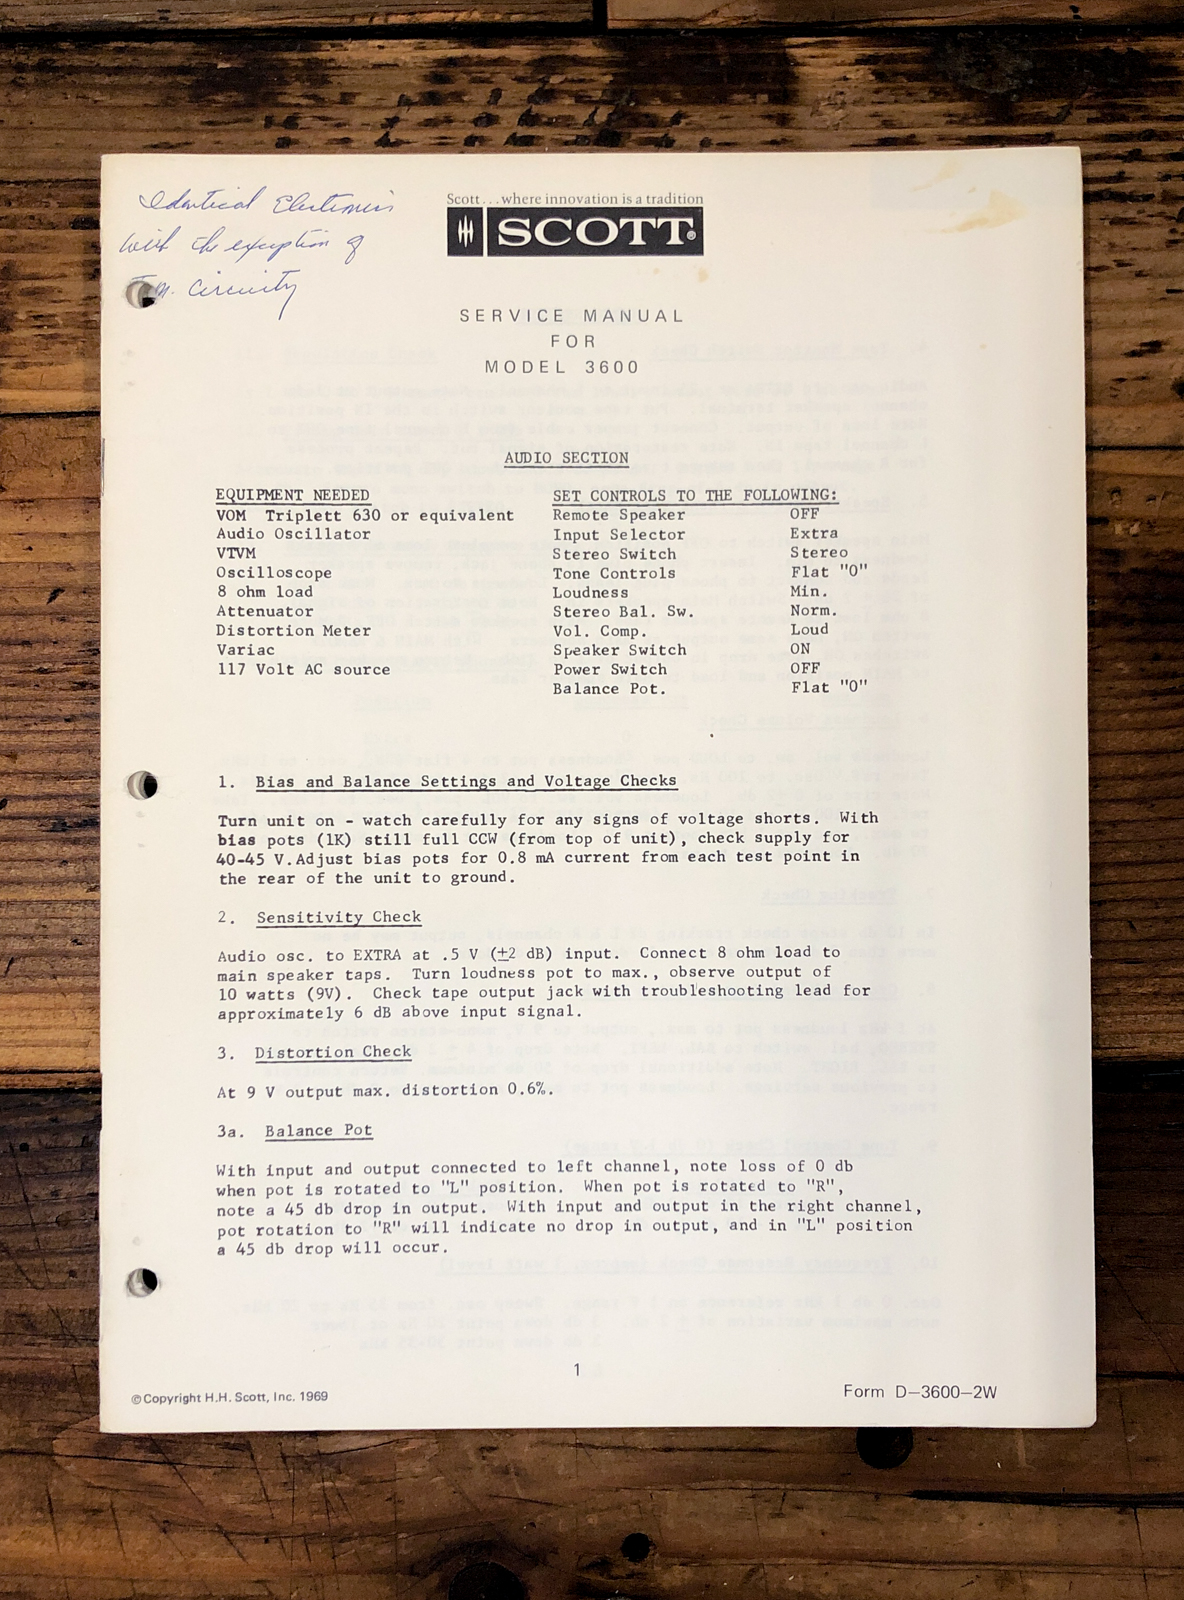 Identical Electronics
with the exception of
Circuity
Scott...where innovation is a tradition
SCOTT®
SERVICE MANUAL
FOR
MODEL 3600
AUDIO SECTION
EQUIPMENT NEEDED
VOM Triplett 630 or equivalent
Audio Oscillator
VTVM
Oscilloscope
8 ohm load
Attenuator
Distortion Meter
Variac
117 Volt AC source
SET CONTROLS TO THE FOLLOWING:
Remote Speaker OFF
Input Selector Extra
Stereo Switch Stereo
Tone Controls Flat "0"
Loudness Min.
Stereo Bal. Sw. Norm.
Vol. Comp. Loud
Speaker Switch ON
Power Switch OFF
Balance Pot. Flat "0"
1. Bias and Balance Settings and Voltage Checks
Turn unit on - watch carefully for any signs of voltage shorts. With
bias pots (1K) still full CCW (from top of unit), check supply for
40-45 V.Adjust bias pots for 0.8 mA current from each test point in
the rear of the unit to ground.
2. Sensitivity Check
Audio osc. to EXTRA at .5 V (±2 dB) input. Connect 8 ohm load to
main speaker taps. Turn loudness pot to max., observe output of
10 watts (9V). Check tape output jack with troubleshooting lead for
approximately 6 dB above input signal.
3. Distortion Check
At 9 V output max. distortion 0.6%.
3a. Balance Pot
With input and output connected to left channel, note loss of 0 db
when pot is rotated to "L" position. When pot is rotated to "R",
note a 45 db drop in output. With input and output in the right channel,
pot rotation to "R" will indicate no drop in output, and in "L" position
a 45 db drop will occur.
1
©Copyright H.H. Scott, Inc. 1969
Form D-3600-2W